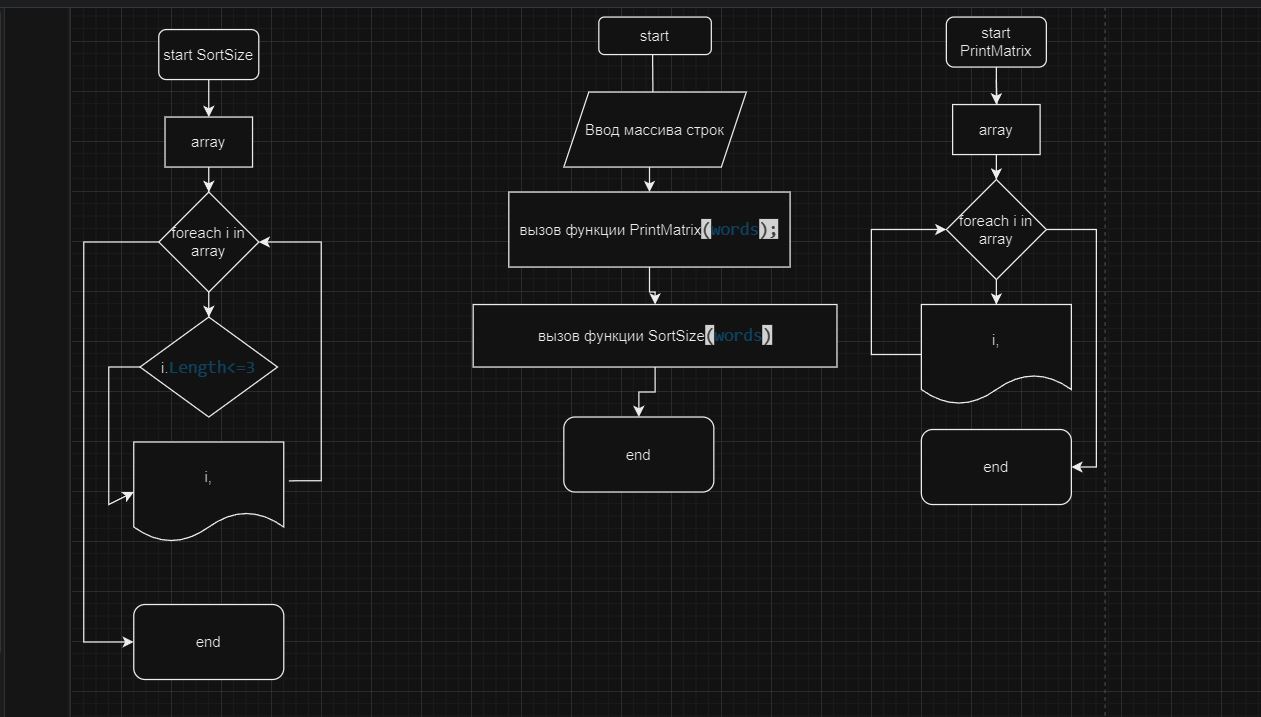 start SortSize
array
foreach i in
array
i.Length<=3
i,
end
start
Ввод массива строк
вызов функции PrintMatrix(words);
вызов функции SortSize(words)
end
start
PrintMatrix
array
foreach i in
array
i,
end